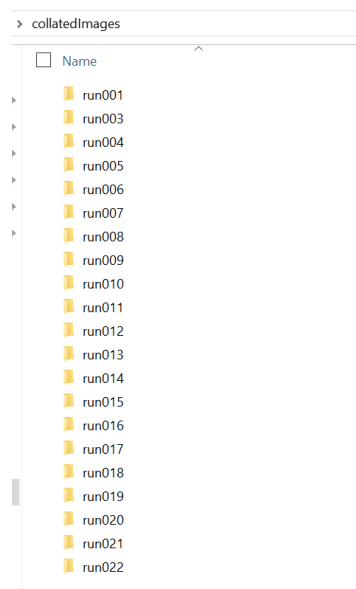 collatedImages
Name
run001
run003
run004
run005
run006
run007
run008
run009
run010
run011
run012
run013
run014
run015
run016
run017
run018
run019
run020
run021
run022